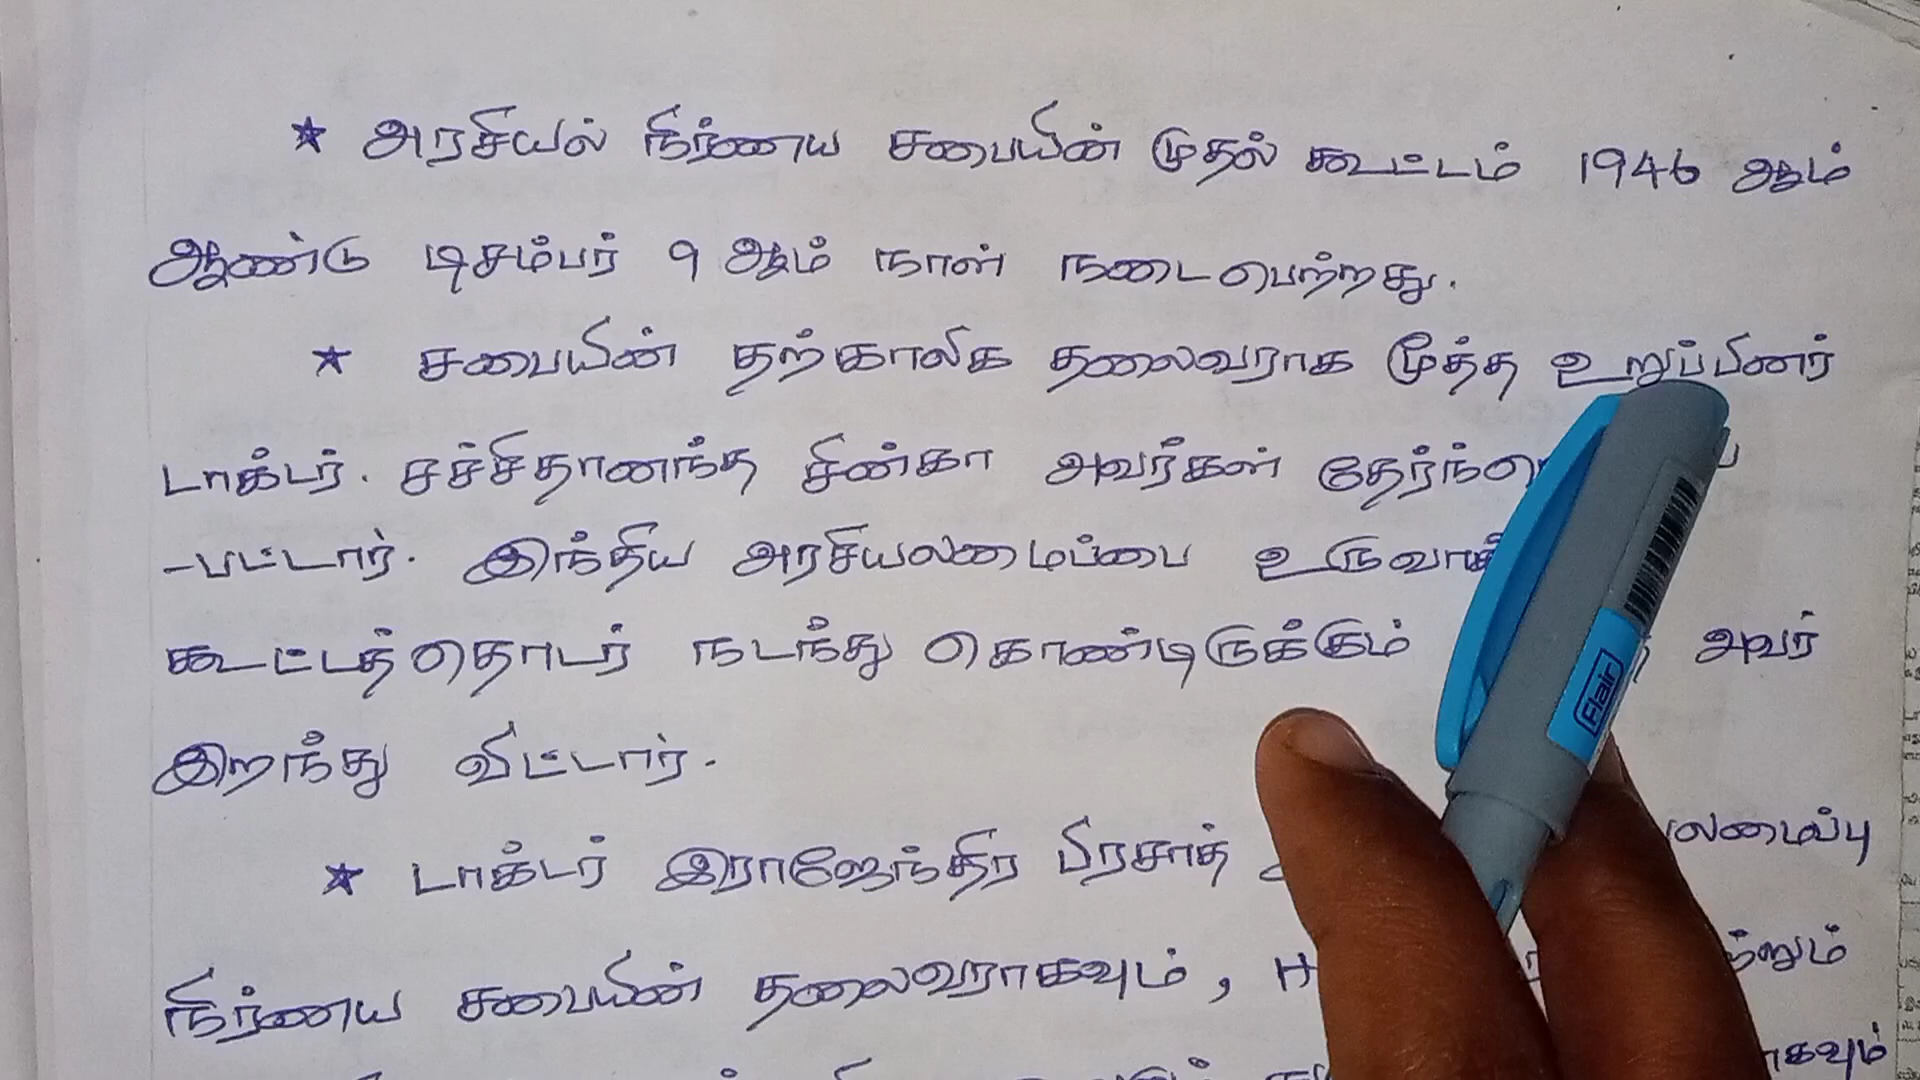 ★ அரசியல் நிர்ணய சபையின் முதல் கூட்டம் 1946 ஆம்
ஆண்டு டிசம்பர் 9 ஆம் நாள் நடைபெற்றது.
★ சபையின் தற்காலிக தலைவராக மூத்த உறுப்பினர்
டாக்டர். சச்சிதானந்த சின்கா அவர்கள்
-பட்டார். இந்திய அரசியலமைப்பை
கூட்டத்தொடர் நடந்து கொண்டிருக்கும் அவர்
இறந்து விட்டார்.
★ டாக்டர் இராஜேந்திர பிரசாத் லமைப்பு
நிர்ணய சபையின் தலைவராகவும், H ற்றும்
ாகவும்
Flair